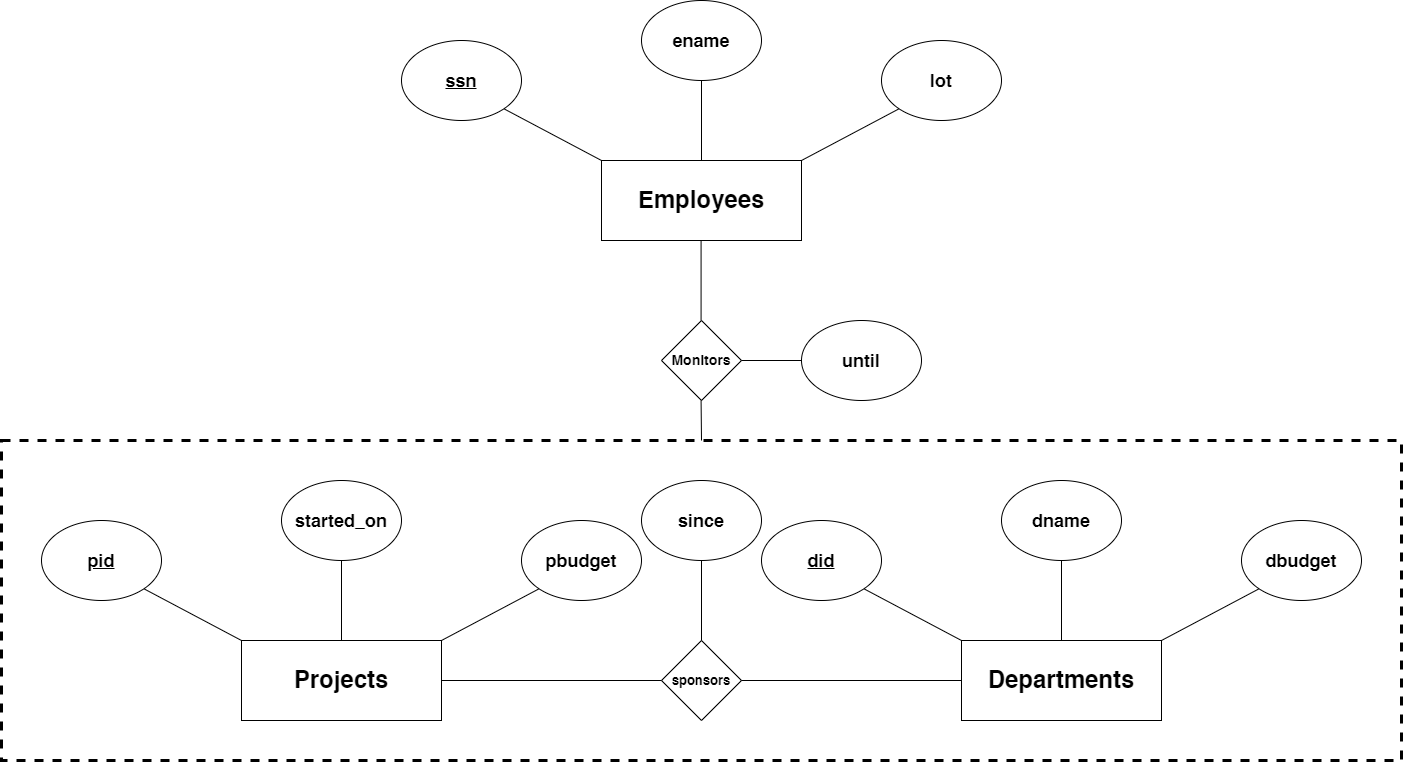 ename
ssn
lot
Employees
Monitors
until
started_on
since
dname
pid
pbudget
did
dbudget
Projects
sponsors
Departments